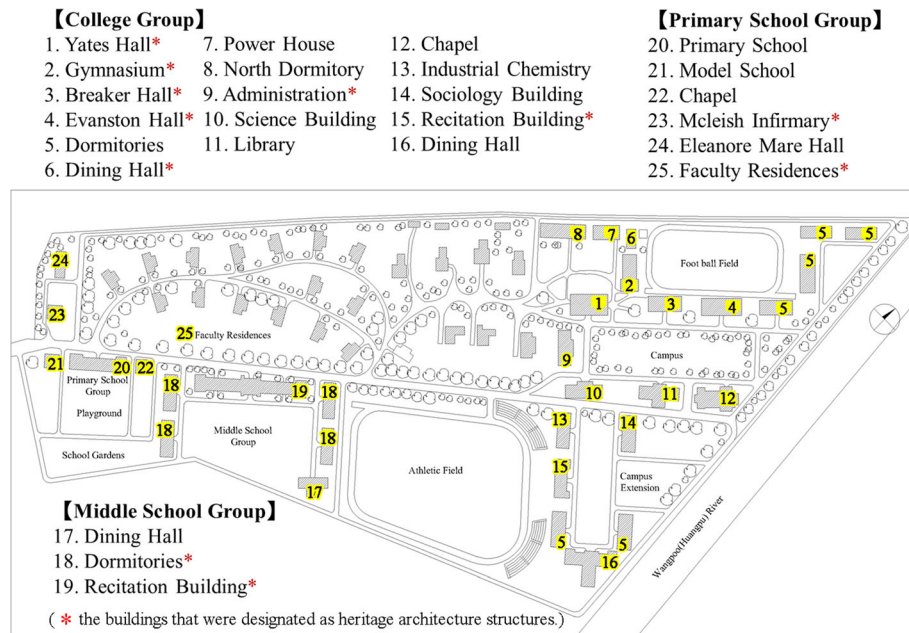 【College Group】
1. Yates Hall*
2. Gymnasium*
3. Breaker Hall*
4. Evanston Hall*
5. Dormitories
6. Dining Hall*
7. Power House
8. North Dormitory
9. Administration*
10. Science Building
11. Library
12. Chapel
13. Industrial Chemistry
14. Sociology Building
15. Recitation Building*
16. Dining Hall
【Primary School Group】
20. Primary School
21. Model School
22. Chapel
23. Mcleish Infirmary*
24. Eleanore Mare Hall
25. Faculty Residences*
8
7
6
5
5
24
Foot ball Field
5
2
23
1
3
4
5
25
Faculty Residences
9
Campus
21
20
22
Primary School
Group
Playground
18
19
18
10
11
12
13
14
18
Middle School
Group
18
School Gardens
Athletic Field
15
Campus
Extension
17
5
5
16
Wangpoo(Huangpu) River
【Middle School Group】
17. Dining Hall
18. Dormitories*
19. Recitation Building*
( * the buildings that were designated as heritage architecture structures.)